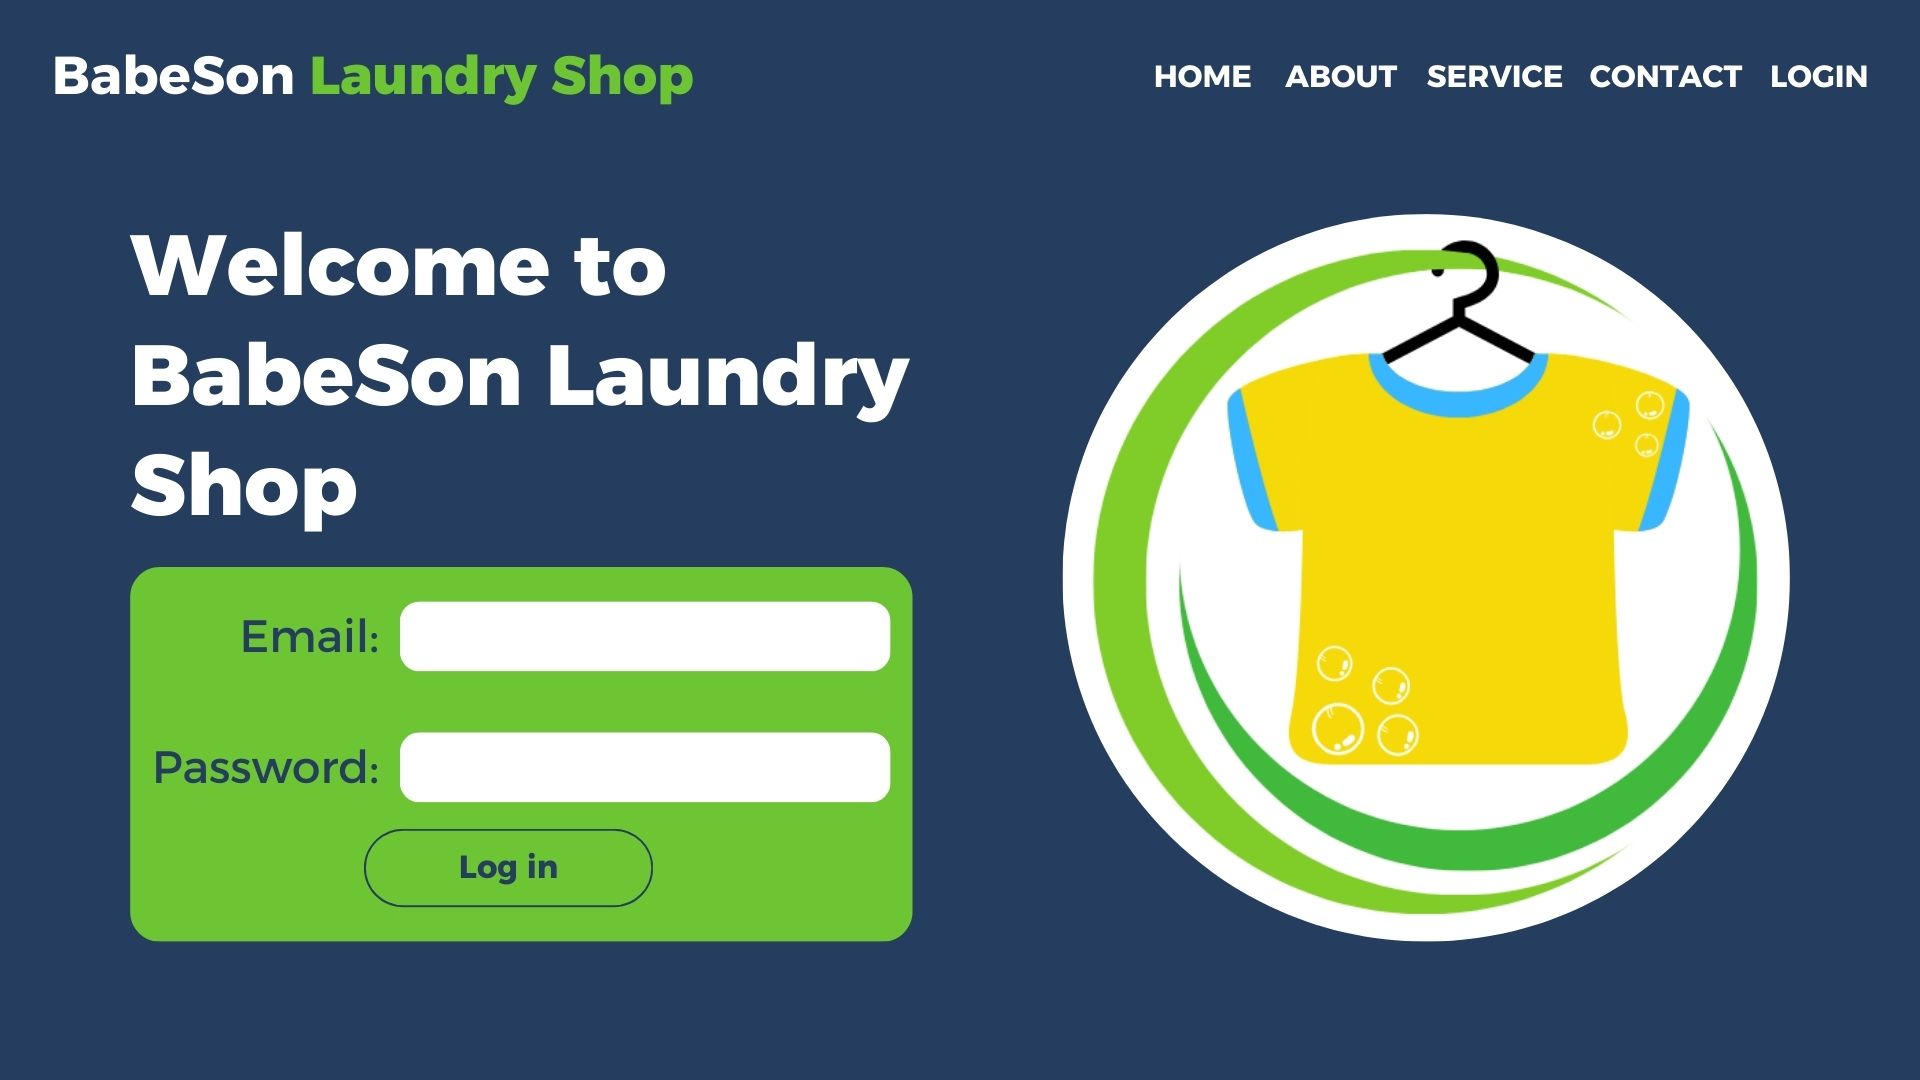 BabeSon Laundry Shop
HOME ABOUT SERVICE CONTACT LOGIN
Welcome to
BabeSon Laundry
Shop
Email:
Password:
Log in